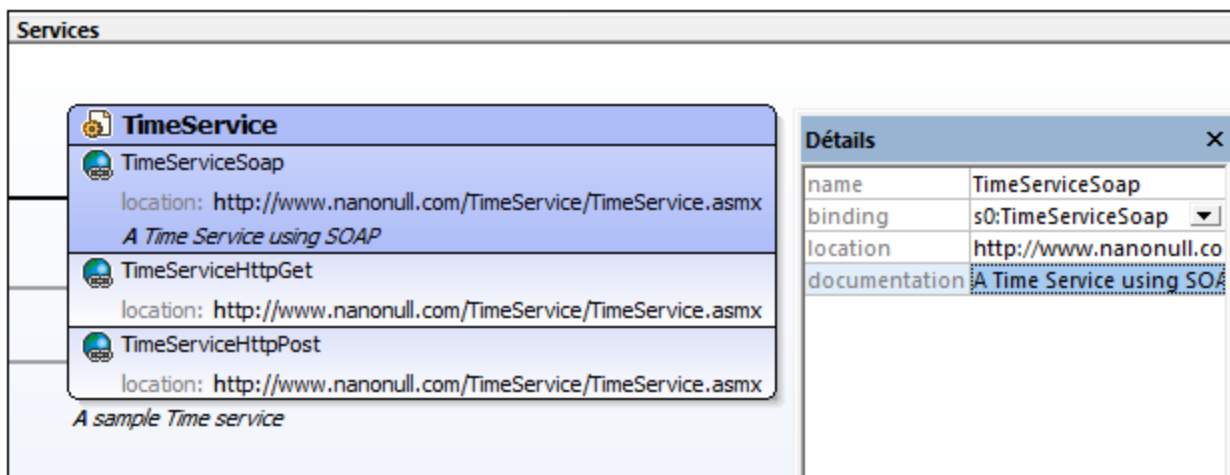 Services
TimeService
TimeServiceSoap
location: http://www.nanonull.com/TimeService/TimeService.asmx
A Time Service using SOAP
TimeServiceHttpGet
location: http://www.nanonull.com/TimeService/TimeService.asmx
TimeServiceHttpPost
location: http://www.nanonull.com/TimeService/TimeService.asmx
A sample Time service
Détails
name TimeServiceSoap
binding s0:TimeServiceSoap
location http://www.nanonull.co
documentation A Time Service using SOA